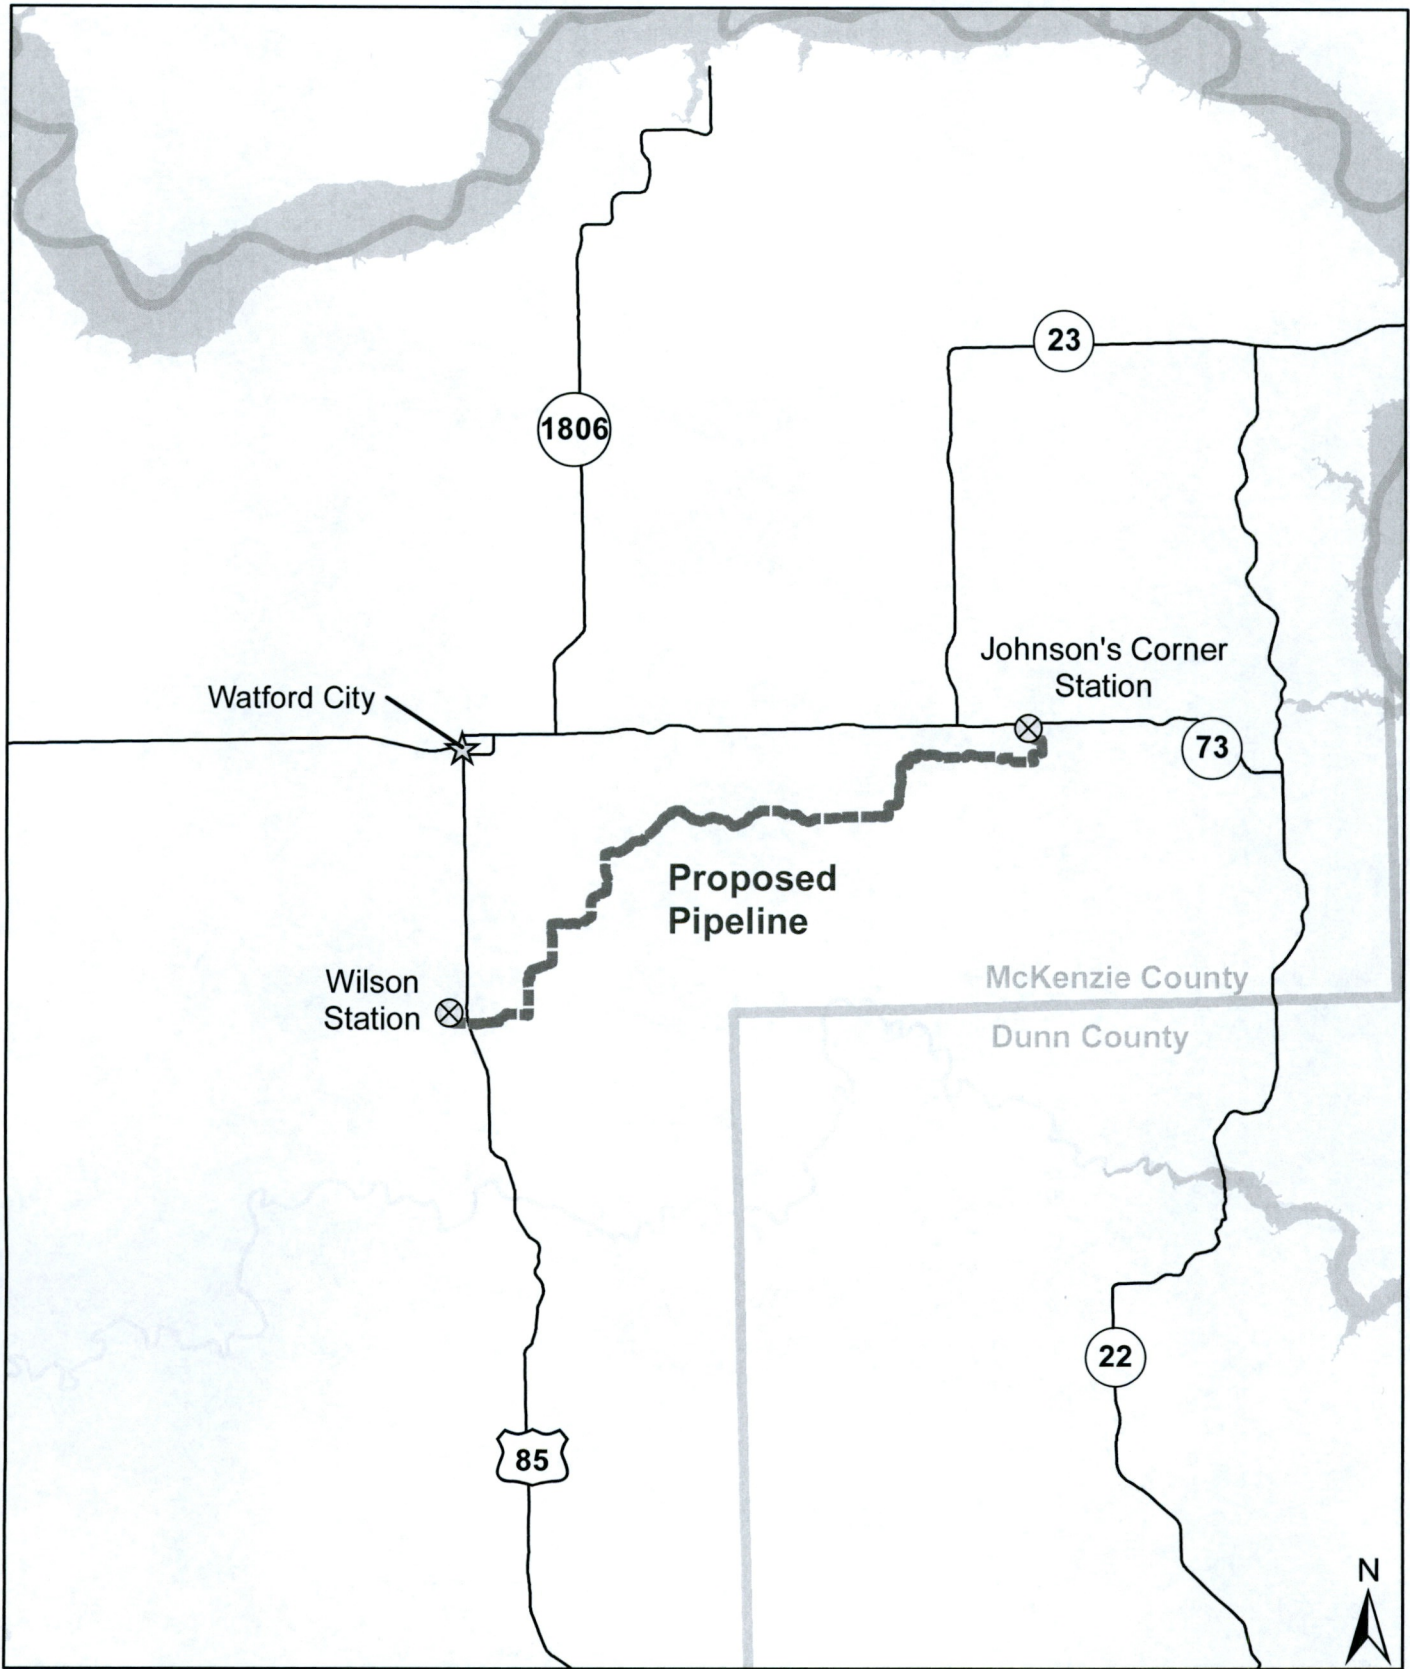 23
1806
Johnson's Corner
Station
Watford City
73
Proposed
Pipeline
Wilson
Station
McKenzie County
Dunn County
22
85
N